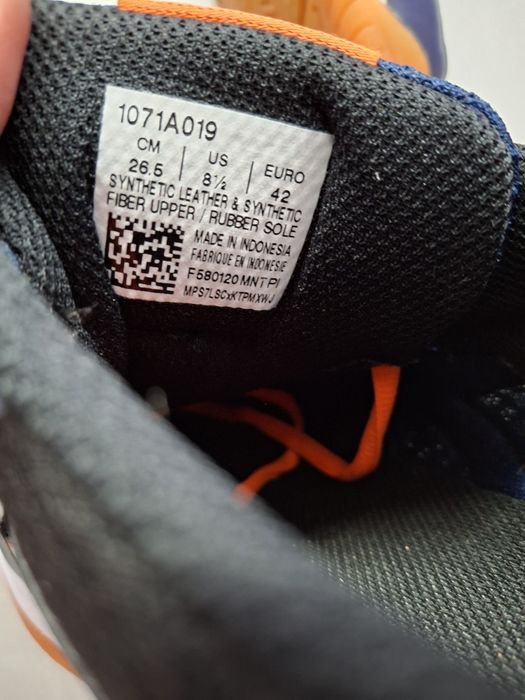 1071A019
CM | US | EURO
26.5 | 8½ | 42
SYNTHETIC LEATHER & SYNTHETIC
FIBER UPPER / RUBBER SOLE
MADE IN INDONESIA
FABRIQUE EN INDONESIE
F580120 MNTPI
MPS7LSCxKTPMXWJ